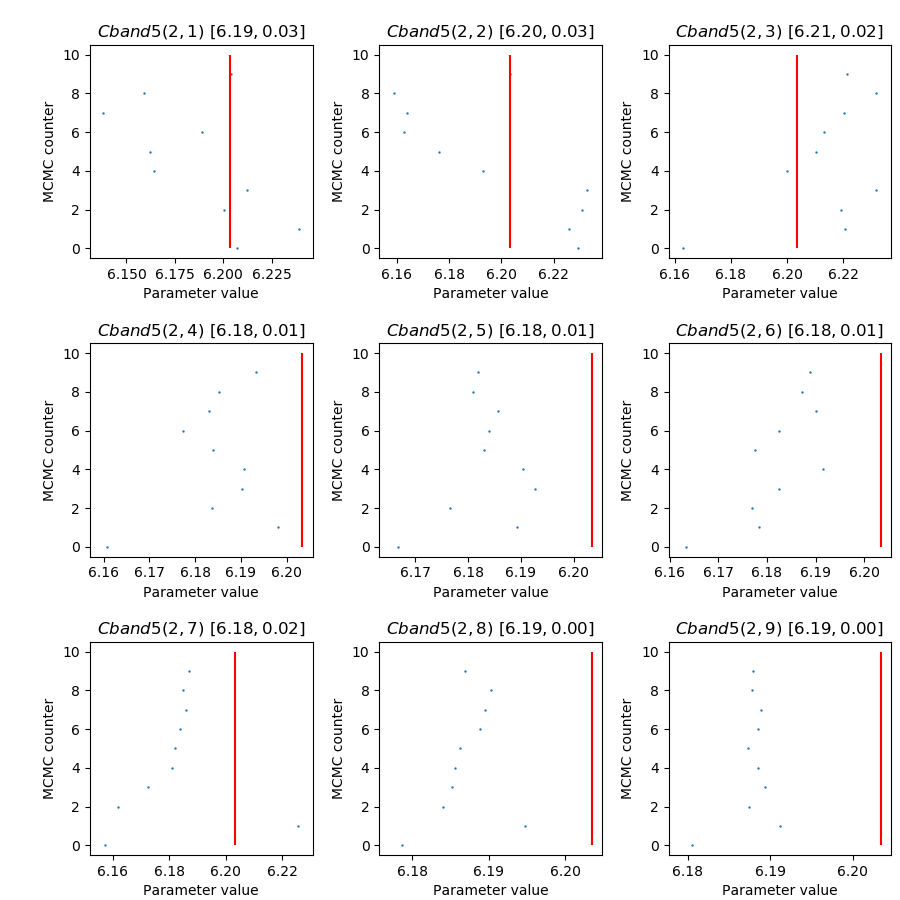 Cband5(2, 1) [6.19, 0.03]
Cband5(2, 2) [6.20, 0.03]
Cband5(2, 3) [6.21, 0.02]
10
8
6
4
2
0
MCMC counter
6.150 6.175 6.200 6.225
Parameter value
10
8
6
4
2
0
MCMC counter
6.16 6.18 6.20 6.22
Parameter value
10
8
6
4
2
0
MCMC counter
6.16 6.18 6.20 6.22
Parameter value
Cband5(2, 4) [6.18, 0.01]
Cband5(2, 5) [6.18, 0.01]
Cband5(2, 6) [6.18, 0.01]
10
8
6
4
2
0
MCMC counter
6.16 6.17 6.18 6.19 6.20
Parameter value
10
8
6
4
2
0
MCMC counter
6.17 6.18 6.19 6.20
Parameter value
10
8
6
4
2
0
MCMC counter
6.16 6.17 6.18 6.19 6.20
Parameter value
Cband5(2, 7) [6.18, 0.02]
Cband5(2, 8) [6.19, 0.00]
Cband5(2, 9) [6.19, 0.00]
10
8
6
4
2
0
MCMC counter
6.16 6.18 6.20 6.22
Parameter value
10
8
6
4
2
0
MCMC counter
6.18 6.19 6.20
Parameter value
10
8
6
4
2
0
MCMC counter
6.18 6.19 6.20
Parameter value